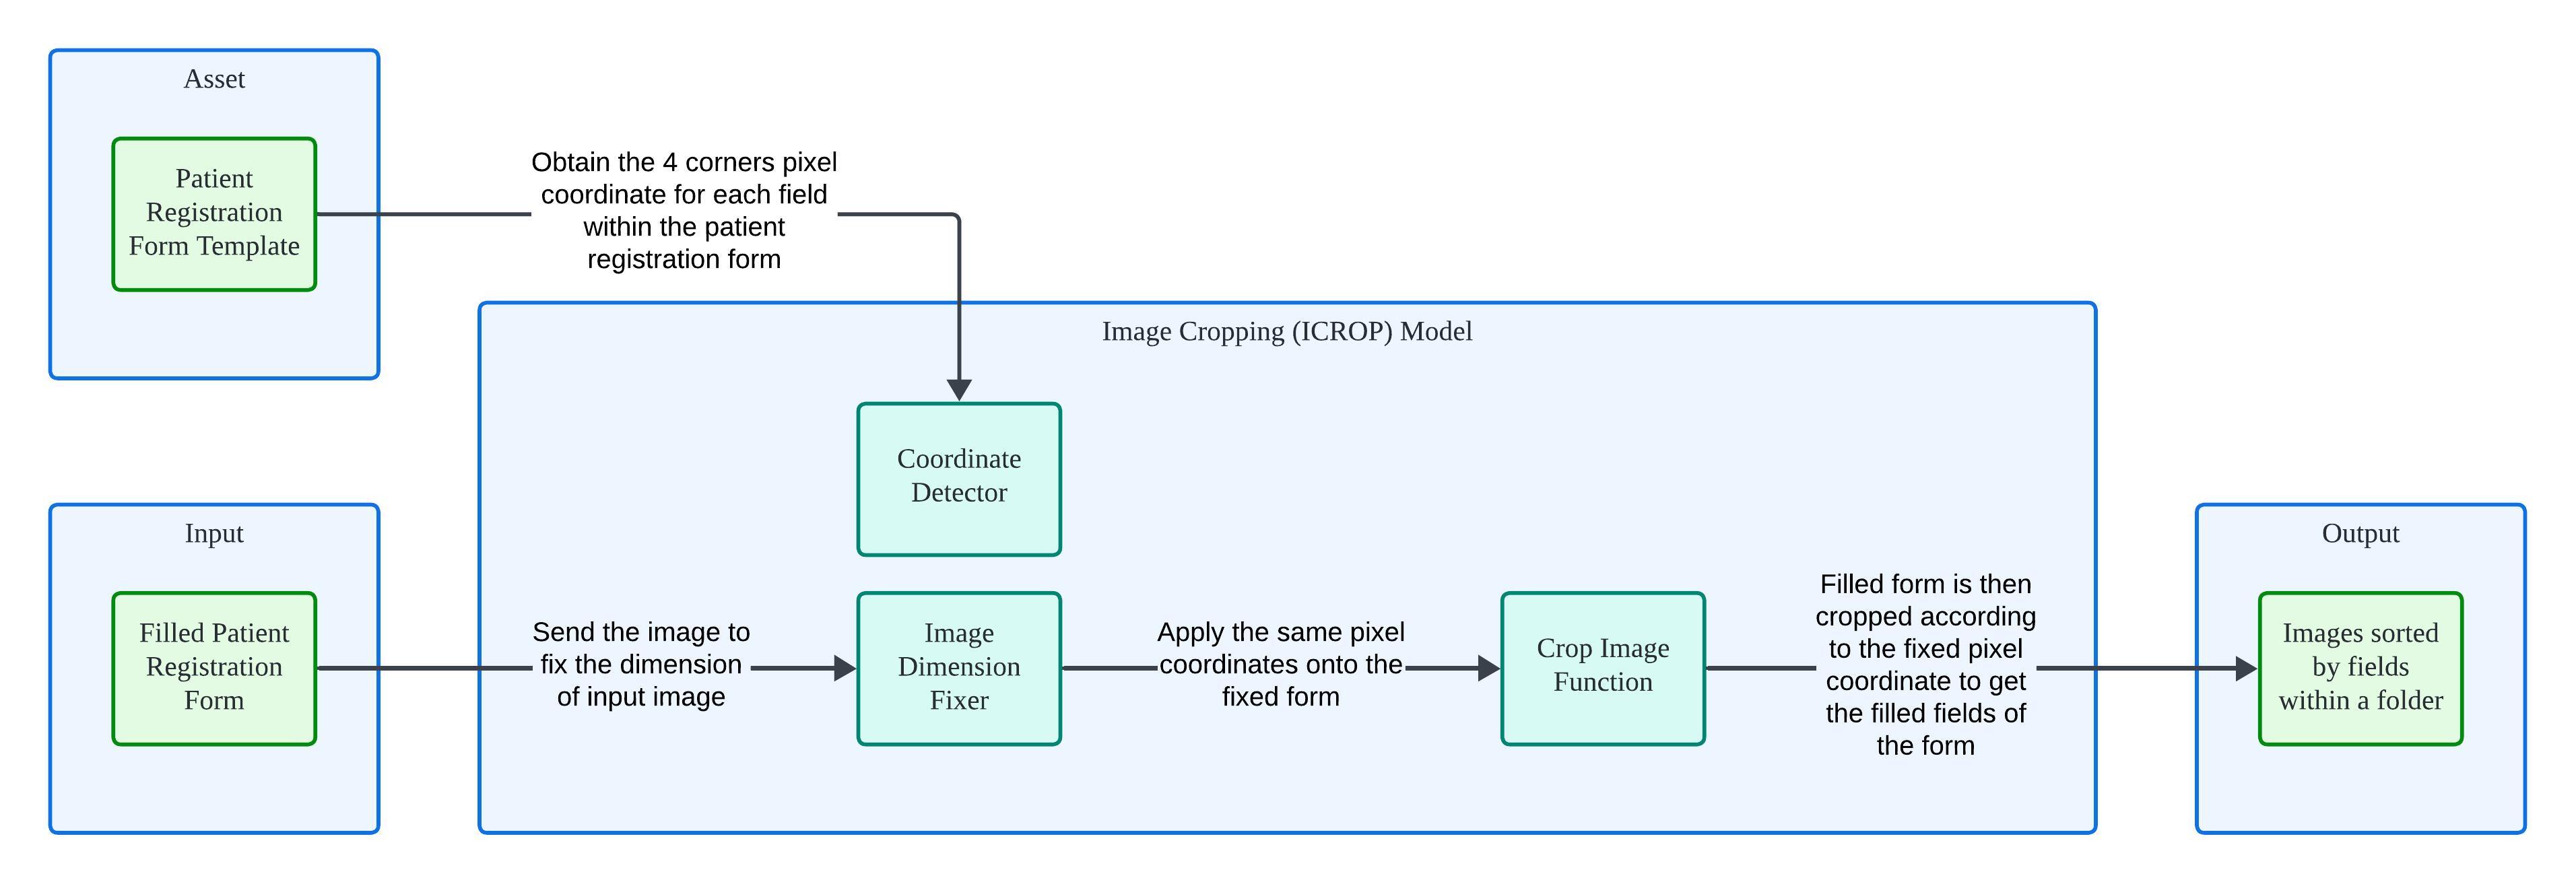 Asset
Patient
Registration
Form Template
Obtain the 4 corners pixel
coordinate for each field
within the patient
registration form
Image Cropping (ICROP) Model
Coordinate
Detector
Input
Filled Patient
Registration
Form
Send the image to
fix the dimension
of input image
Image
Dimension
Fixer
Apply the same pixel
coordinates onto the
fixed form
Crop Image
Function
Filled form is then
cropped according
to the fixed pixel
coordinate to get
the filled fields of
the form
Output
Images sorted
by fields
within a folder